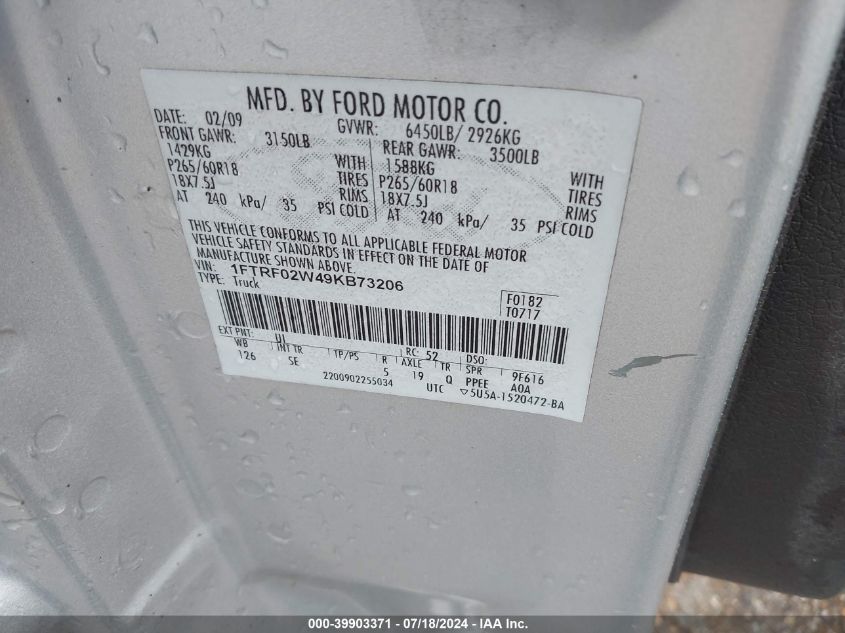 MFD. BY FORD MOTOR CO.
DATE: 02/09 GVWR: 6450LB/ 2926KG
FRONT GAWR: 3150LB REAR GAWR: 3500LB
1429KG WITH 1588KG WITH
P265/60R18 TIRES P265/60R18 TIRES
18X7.5J RIMS 18X7.5J RIMS
AT 240 kPa/ 35 PSI COLD AT 240 kPa/ 35 PSI COLD
THIS VEHICLE CONFORMS TO ALL APPLICABLE FEDERAL MOTOR
VEHICLE SAFETY STANDARDS IN EFFECT ON THE DATE OF
MANUFACTURE SHOWN ABOVE.
VIN: 1FTRF02W49KB73206
TYPE: Truck
F0182
T0717
EXT PNT: UI RC: 52 DSO:
WB INT TR TP/PS R AXLE TR SPR 9F616
126 SE 5 19 Q PPEE A0A
2200902255034 UTC ▽5U5A-1520472-BA
000-39903371 / 07/18/2024 - IAA Inc.